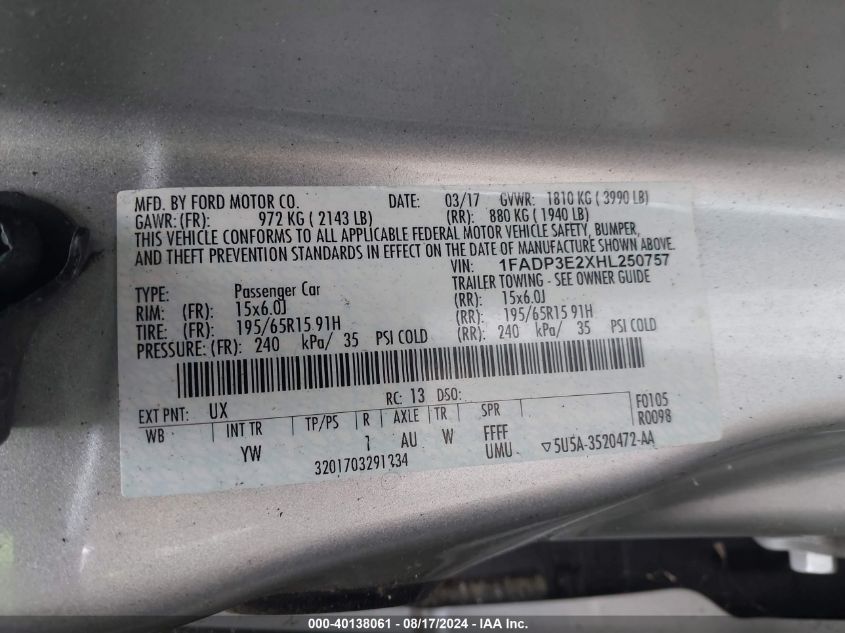 MFD. BY FORD MOTOR CO. DATE: 03/17 GVWR: 1810 KG ( 3990 LB)
GAWR:(FR): 972 KG ( 2143 LB) (RR): 880 KG ( 1940 LB)
THIS VEHICLE CONFORMS TO ALL APPLICABLE FEDERAL MOTOR VEHICLE SAFETY, BUMPER,
AND THEFT PREVENTION STANDARDS IN EFFECT ON THE DATE OF MANUFACTURE SHOWN ABOVE.
VIN: 1FADP3E2XHL250757
TYPE: Passenger Car TRAILER TOWING - SEE OWNER GUIDE
RIM: (FR): 15x6.0J (RR): 15x6.0J
TIRE: (FR): 195/65R15 91H (RR): 195/65R15 91H
PRESSURE: (FR): 240 kPa/ 35 PSI COLD (RR): 240 kPa/ 35 PSI COLD
RC: 13 DSO:
EXT PNT: UX F0105
WB INT TR TP/PS R AXLE TR SPR R0098
YW 1 AU W FFFF
UMU ▽5U5A-3520472-AA
3201703291334
000-40138061 - 08/17/2024 - IAA Inc.